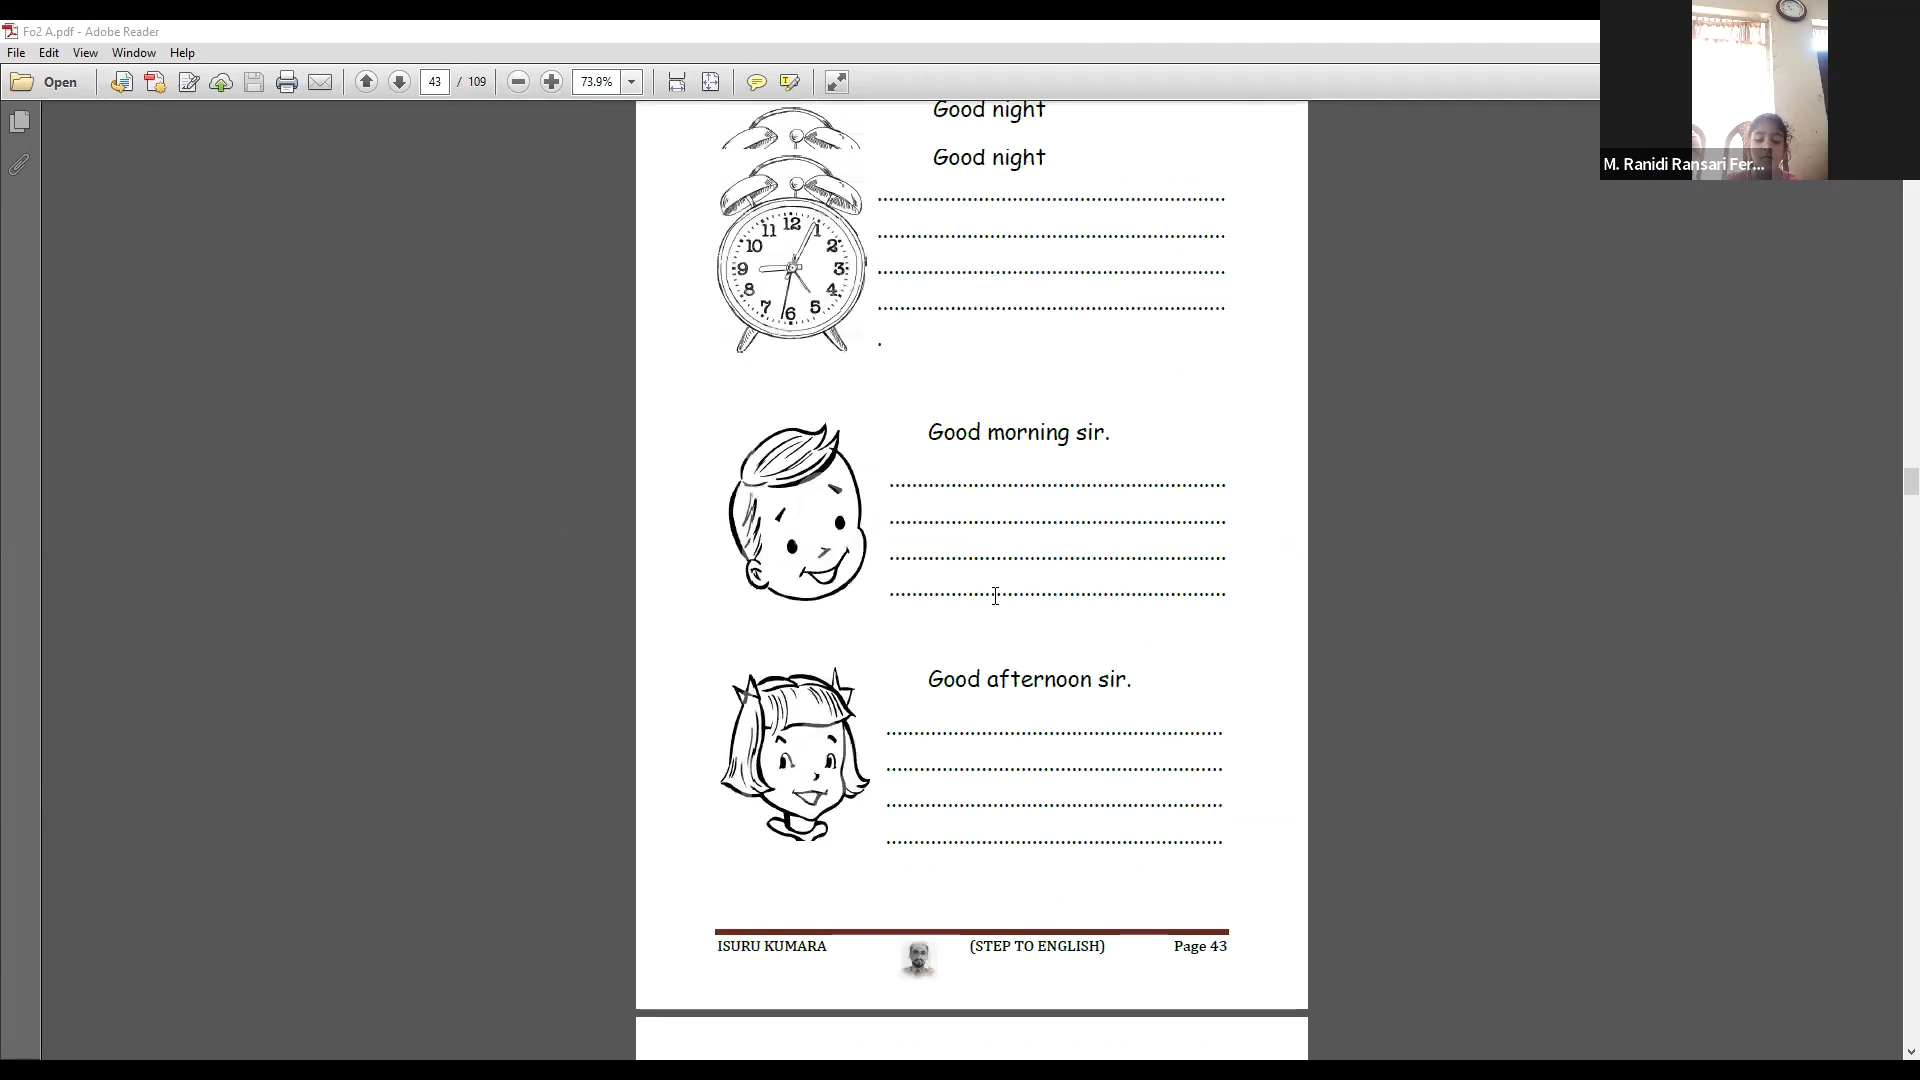 Fo2 A.pdf - Adobe Reader
File Edit View Window Help
Open 43 / 109 73.9%
M. Ranidi Ransari Fer...
Good night
Good night
12 1 2 3 4 5 6 7 8 9 10 11
Good morning sir.
Good afternoon sir.
ISURU KUMARA (STEP TO ENGLISH) Page 43